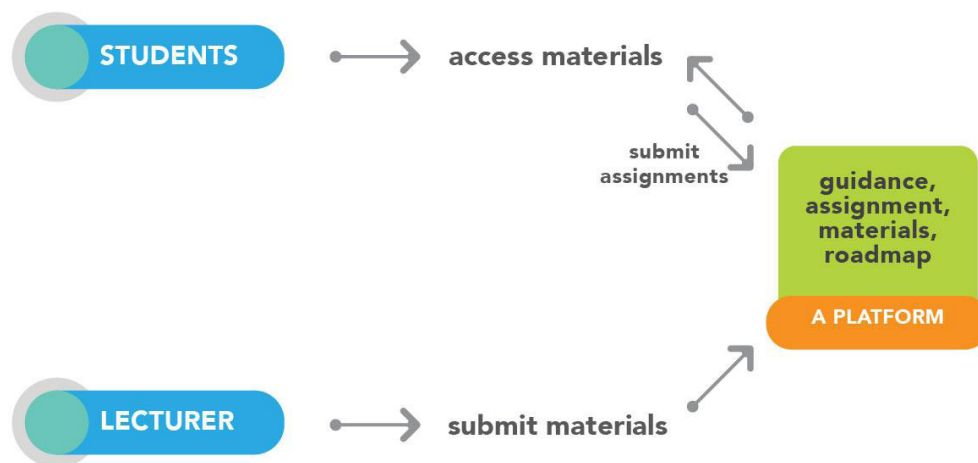 STUDENTS
access materials
submit
assignments
guidance,
assignment,
materials,
roadmap
A PLATFORM
LECTURER
submit materials